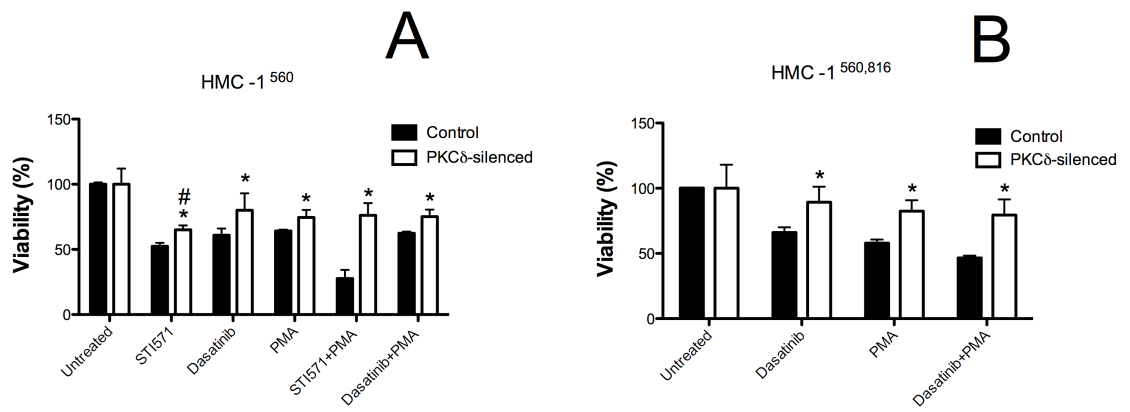 A
HMC -1 560
Control
PKCδ-silenced
Viability (%)
150
100
50
0
#
*
*
*
*
*
Untreated
STI571
Dasatinib
PMA
STI571+PMA
Dasatinib+PMA
B
HMC -1 560,816
Control
PKCδ-silenced
Viability (%)
150
100
50
0
*
*
*
Untreated
Dasatinib
PMA
Dasatinib+PMA